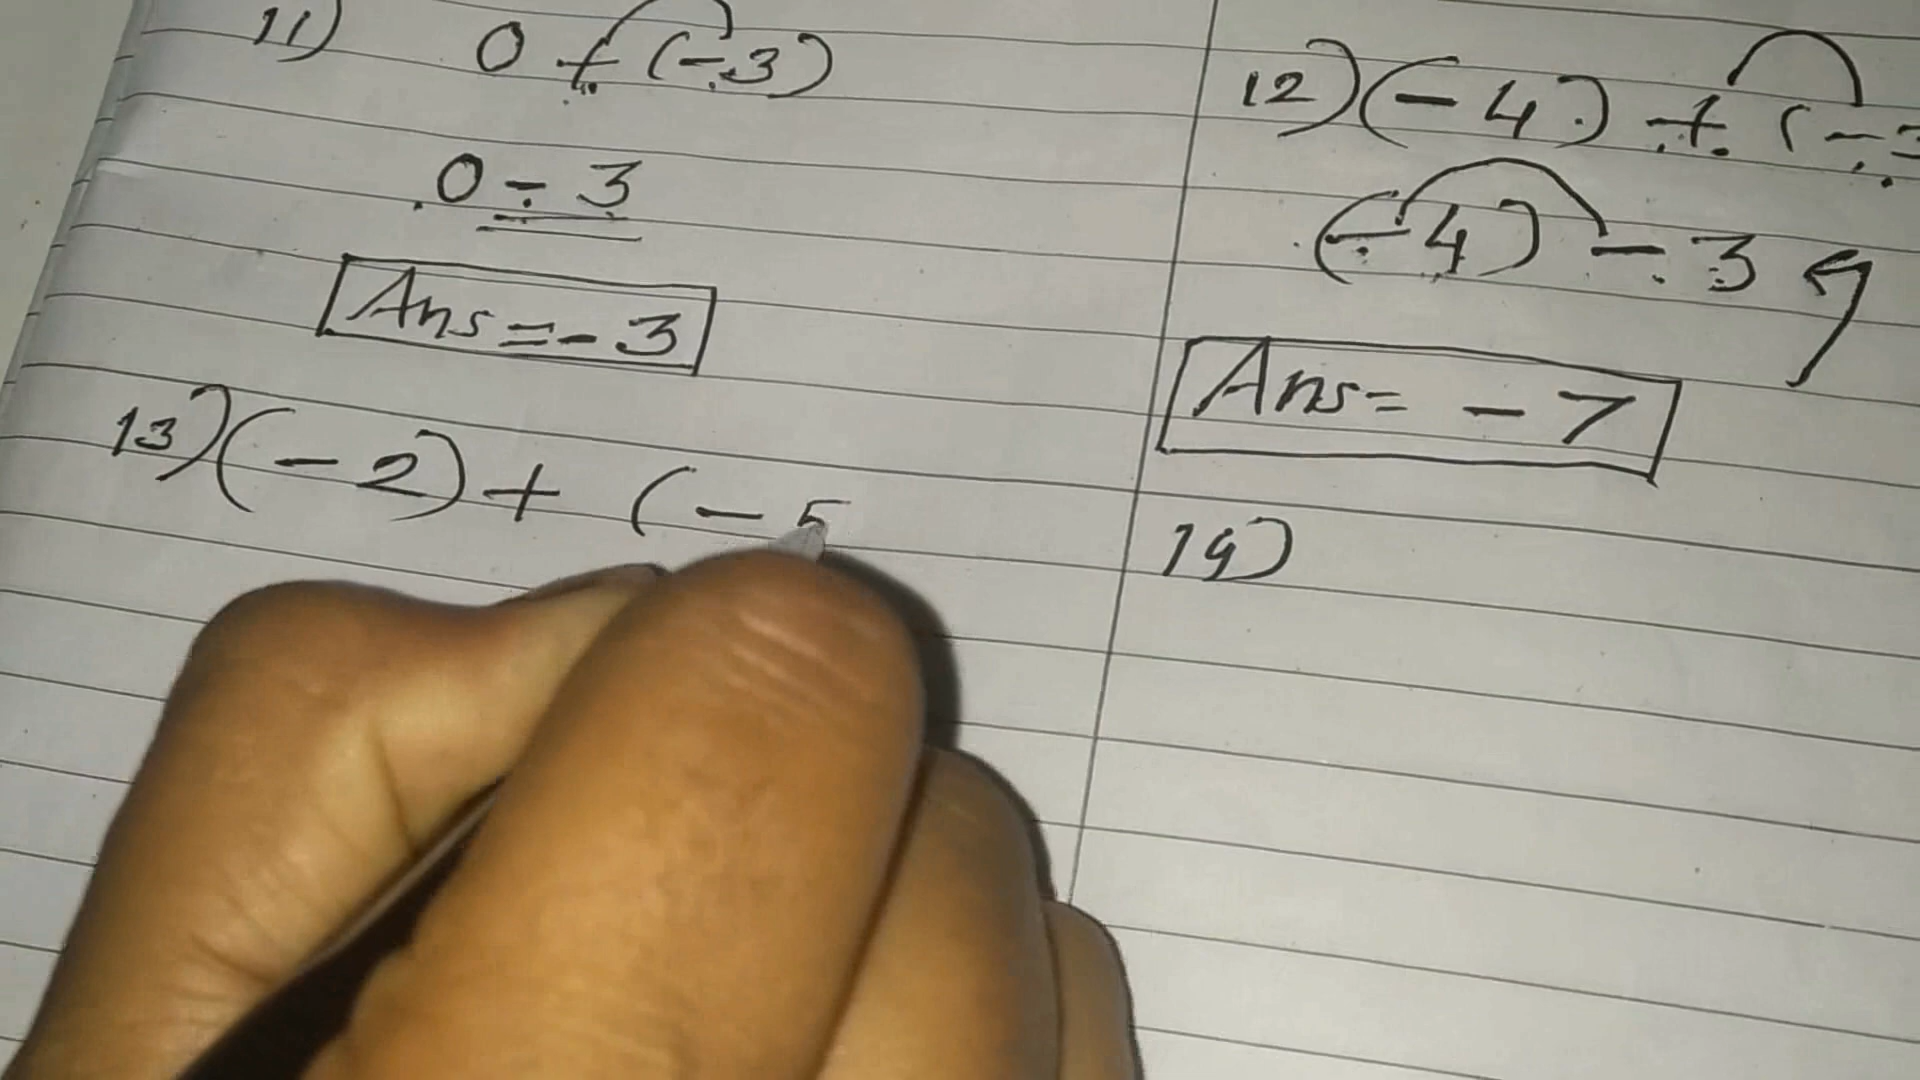 11) 0 + (-3)
0 - 3
Ans = - 3
12) (-4) + (-3
(-4) - 3
Ans = - 7
13) (-2) + (-5
14)